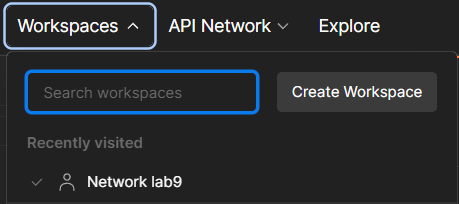 Workspaces API Network Explore
Search workspaces Create Workspace
Recently visited
Network lab9